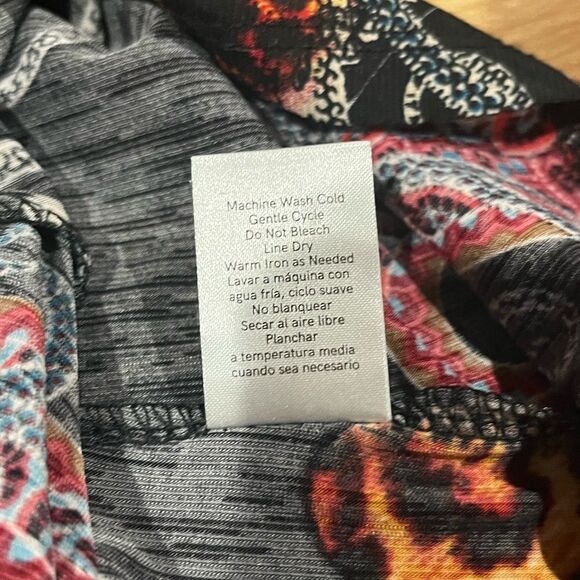 Machine Wash Cold
Gentle Cycle
Do Not Bleach
Line Dry
Warm Iron as Needed
Lavar a máquina con
agua fría, ciclo suave
No blanquear
Secar al aire libre
Planchar
a temperatura media
cuando sea necesario